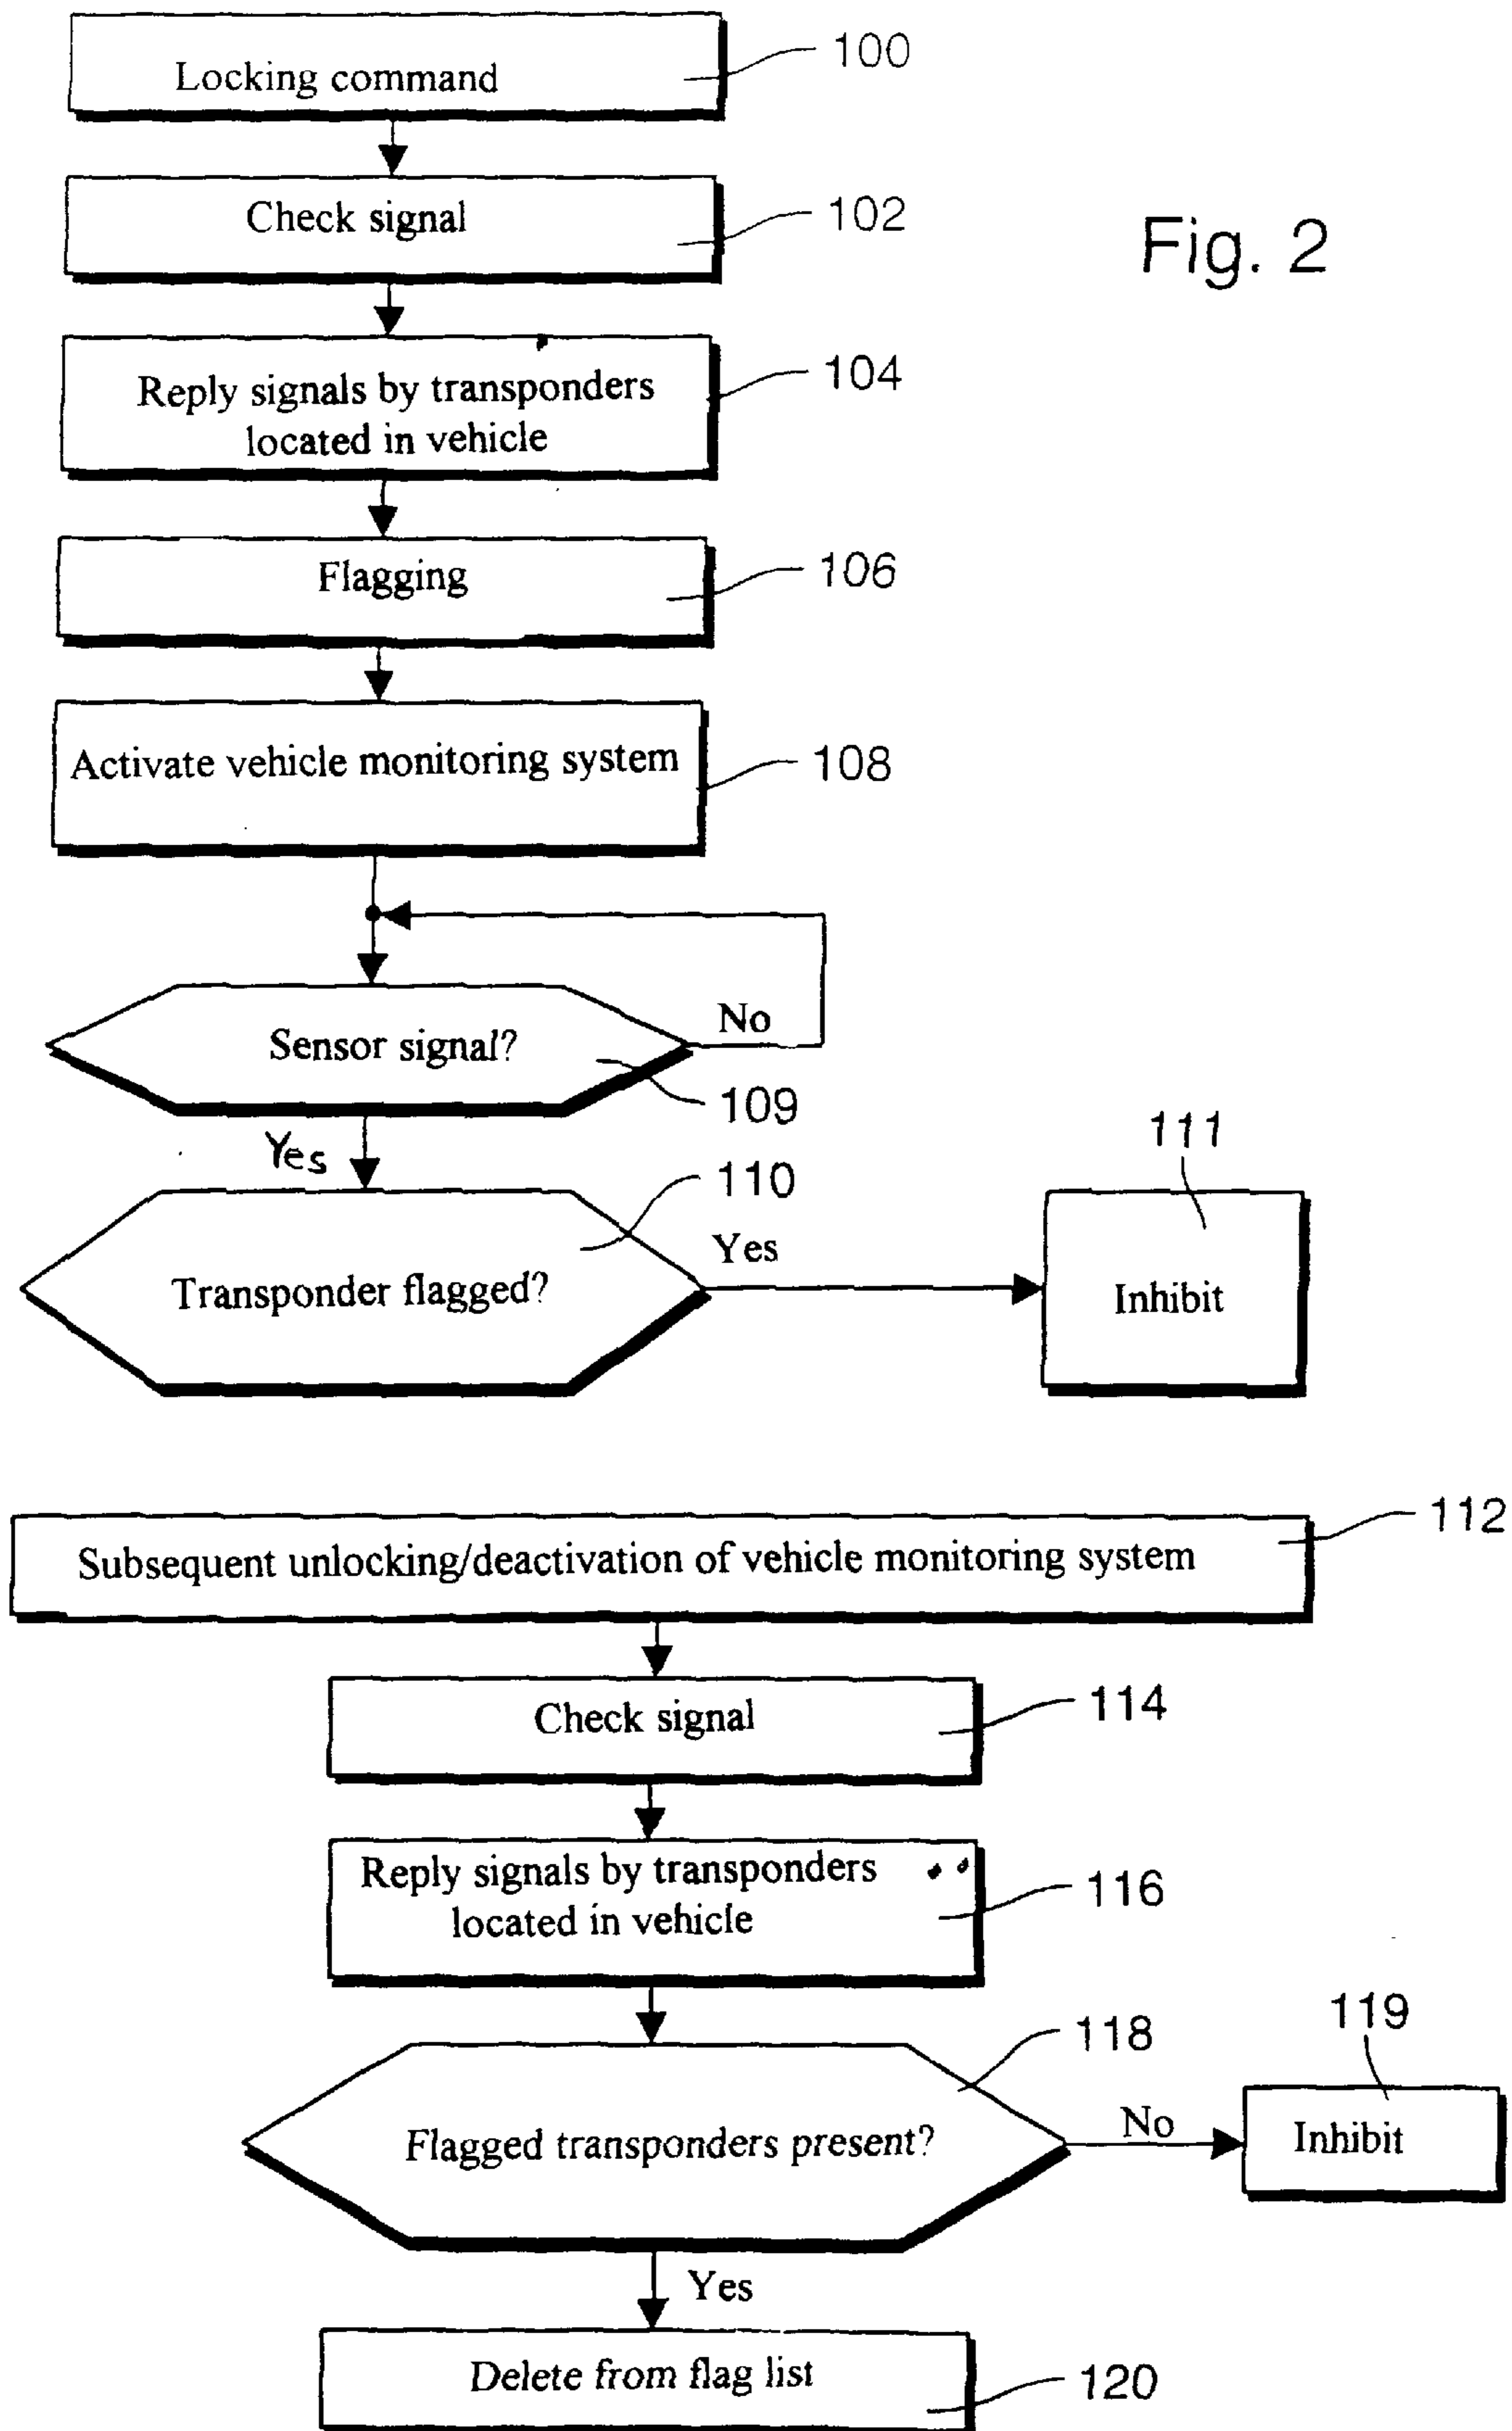 100
Locking command
102
Check signal
Fig. 2
104
Reply signals by transponders
located in vehicle
106
Flagging
108
Activate vehicle monitoring system
No
Sensor signal?
109
Yes
111
110
Yes
Transponder flagged?
Inhibit
112
Subsequent unlocking/deactivation of vehicle monitoring system
114
Check signal
116
Reply signals by transponders
located in vehicle
119
118
No
Flagged transponders present?
Inhibit
Yes
Delete from flag list
120